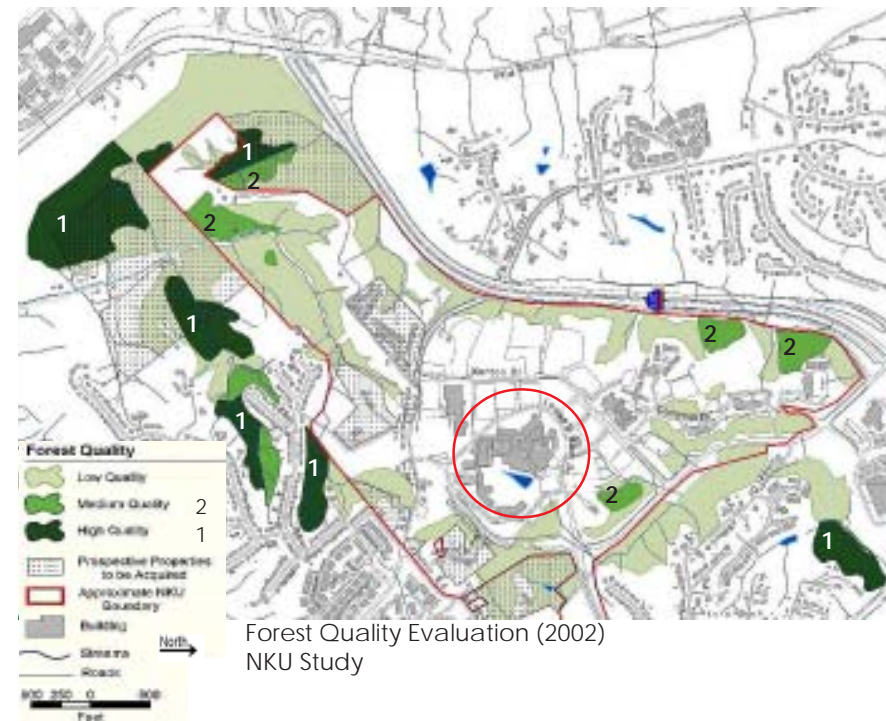 1
2
2
1
1
2
2
1
1
2
1
Forest Quality
Low Quality
Medium Quality 2
High Quality 1
Prospective Properties
to be Acquired
Approximate NKU
Boundary
Building
Streams
Roads
North
250 0
Feet
Forest Quality Evaluation (2002)
NKU Study